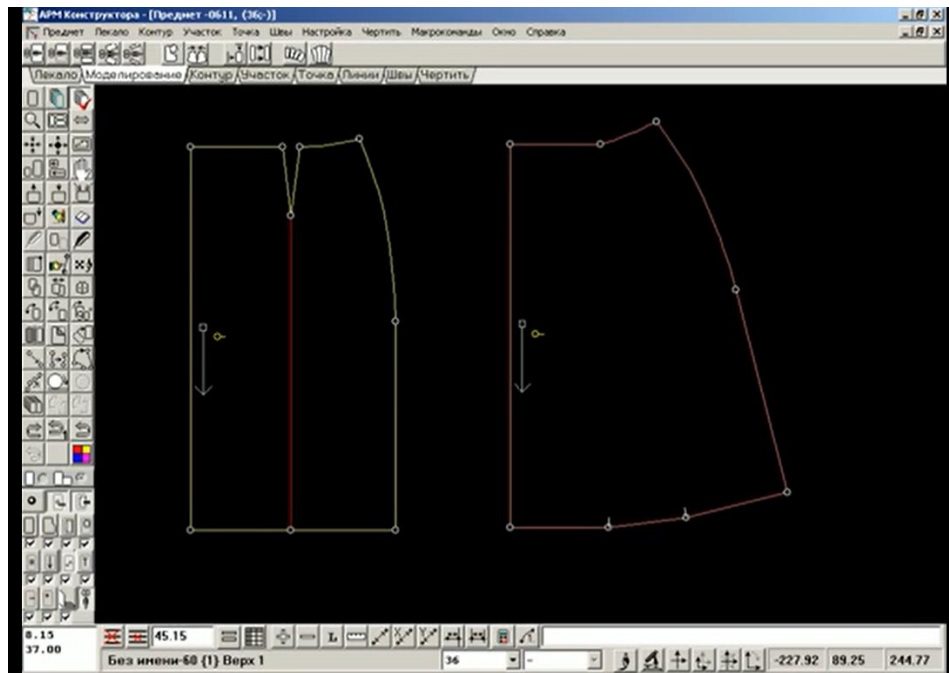 АРМ Конструктора - [Предмет -0611, (36;-)]
Предмет Лекало Контур Участок Точка Швы Настройка Чертить Макрокоманды Окно Справка
Лекало Моделирование Контур Участок Точка Линии Швы Чертить
8.15
37.00
45.15
L
Без имени-60 {1} Верх 1
36
-
-227.92 89.25 244.77